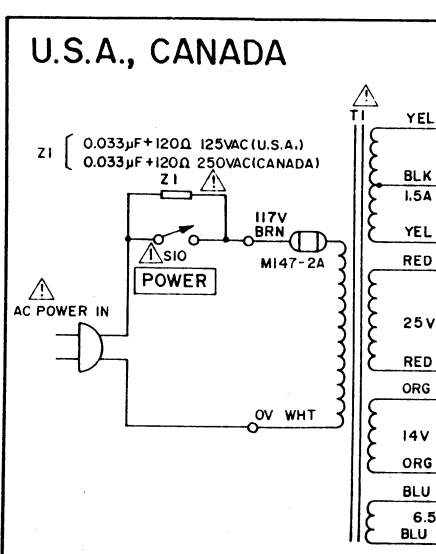 U.S.A., CANADA
!
T1
YEL
Z1
0.033µF+120Ω 125VAC(U.S.A.)
0.033µF+120Ω 250VAC(CANADA)
Z1
!
BLK
1.5A
117V
BRN
YEL
!
S10
M147-2A
RED
POWER
!
AC POWER IN
25V
RED
ORG
0V WHT
14V
ORG
BLU
6.5
BLU